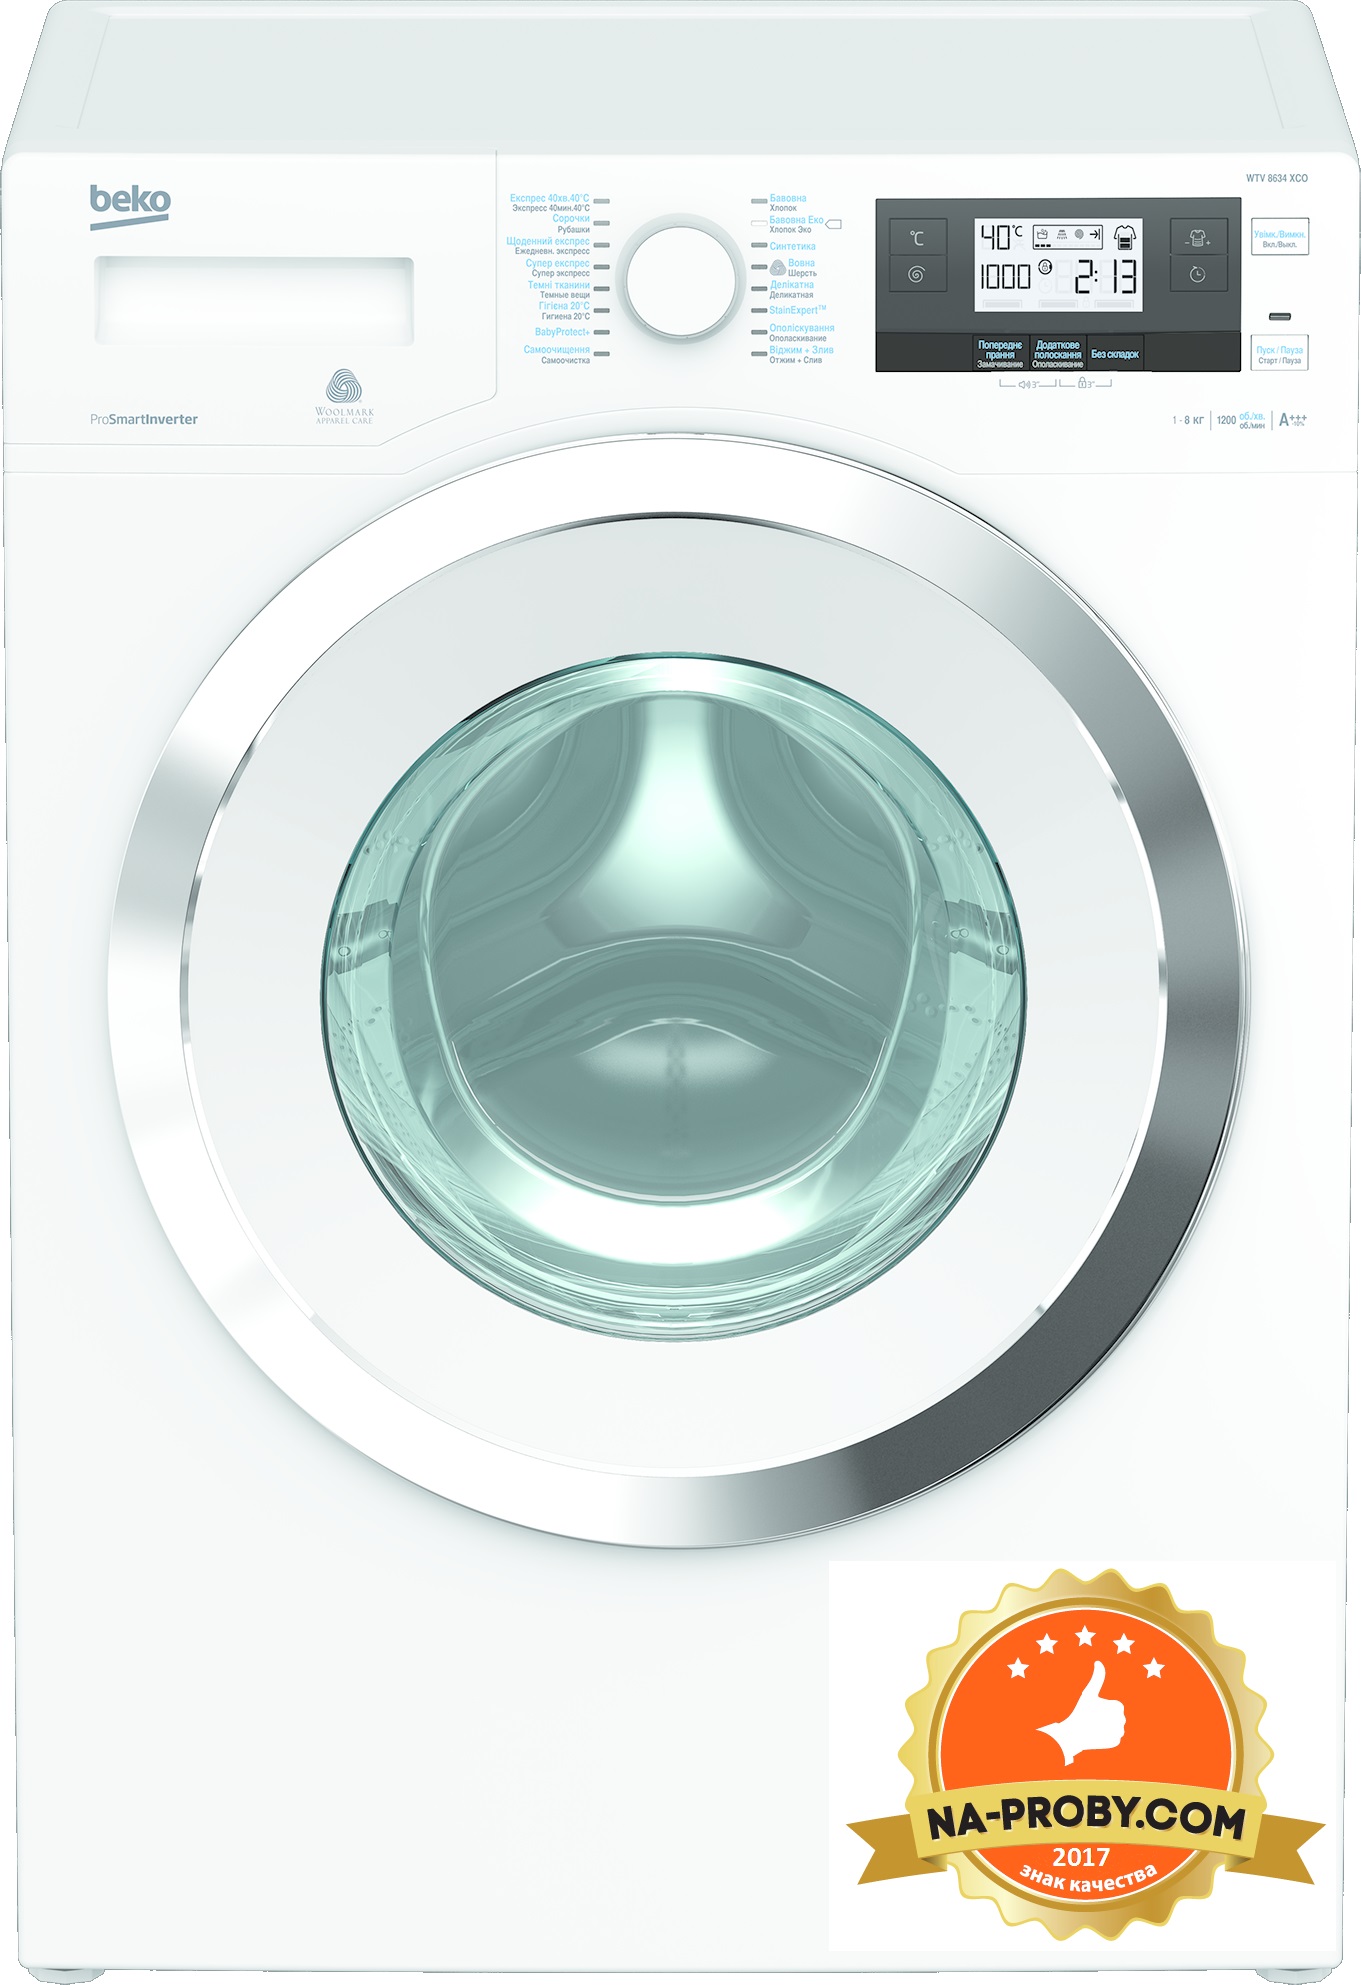 beko
WTV 8634 XCO
Експрес 40хв.40°C
Экспресс 40мин.40°C
Сорочки
Рубашки
Щоденний експрес
Ежедневн. экспресс
Супер експрес
Супер экспресс
Темні тканини
Темные вещи
Гігієна 20°C
Гигиена 20°C
BabyProtect+
Самоочищення
Самоочистка
Бавовна
Хлопок
Бавовна Еко
Хлопок Эко
Синтетика
Вовна
Шерсть
Делікатна
Деликатная
StainExpert™
Ополіскування
Ополаскивание
Віджим + Злив
Отжим + Слив
°C
40°C
1000
2:13
Попереднє
прання
Замачивание
Додаткове
полоскання
Ополаскивание
Без складок
3"
3"
Увімк./Вимкн.
Вкл./Выкл.
Пуск / Пауза
Старт / Пауза
ProSmartInverter
WOOLMARK
APPAREL CARE
1 - 8 кг
1200 об./хв.
об./мин
A+++
-10%
NA-PROBY.COM
2017
знак качества